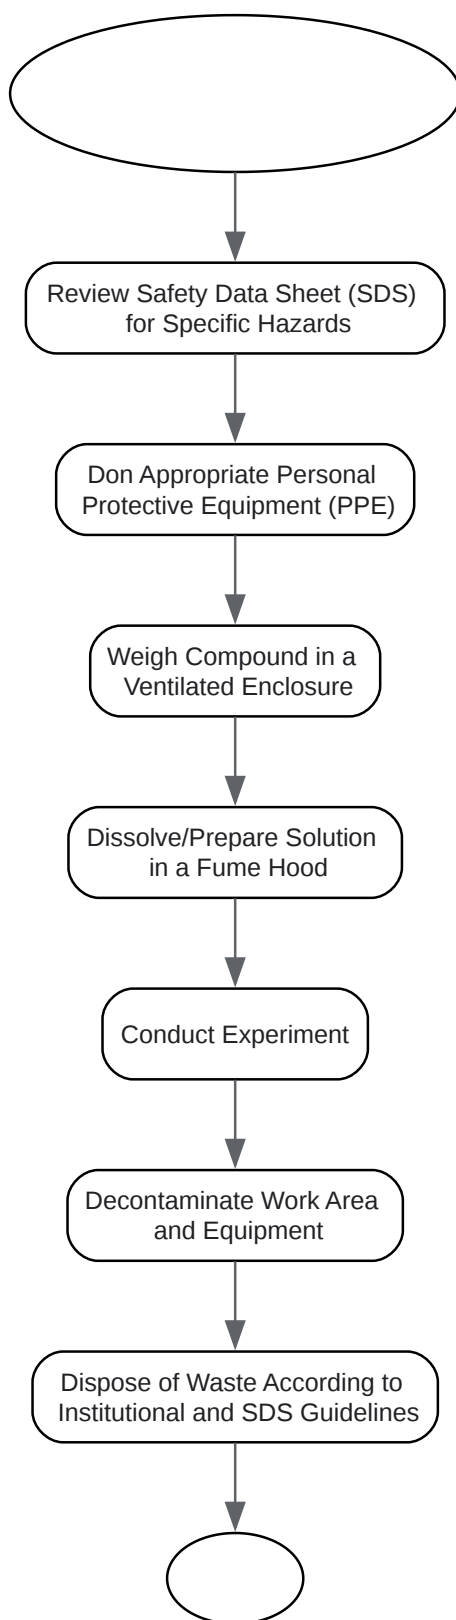 Review Safety Data Sheet (SDS)
for Specific Hazards
Don Appropriate Personal
Protective Equipment (PPE)
Weigh Compound in a
Ventilated Enclosure
Dissolve/Prepare Solution
in a Fume Hood
Conduct Experiment
Decontaminate Work Area
and Equipment
Dispose of Waste According to
Institutional and SDS Guidelines